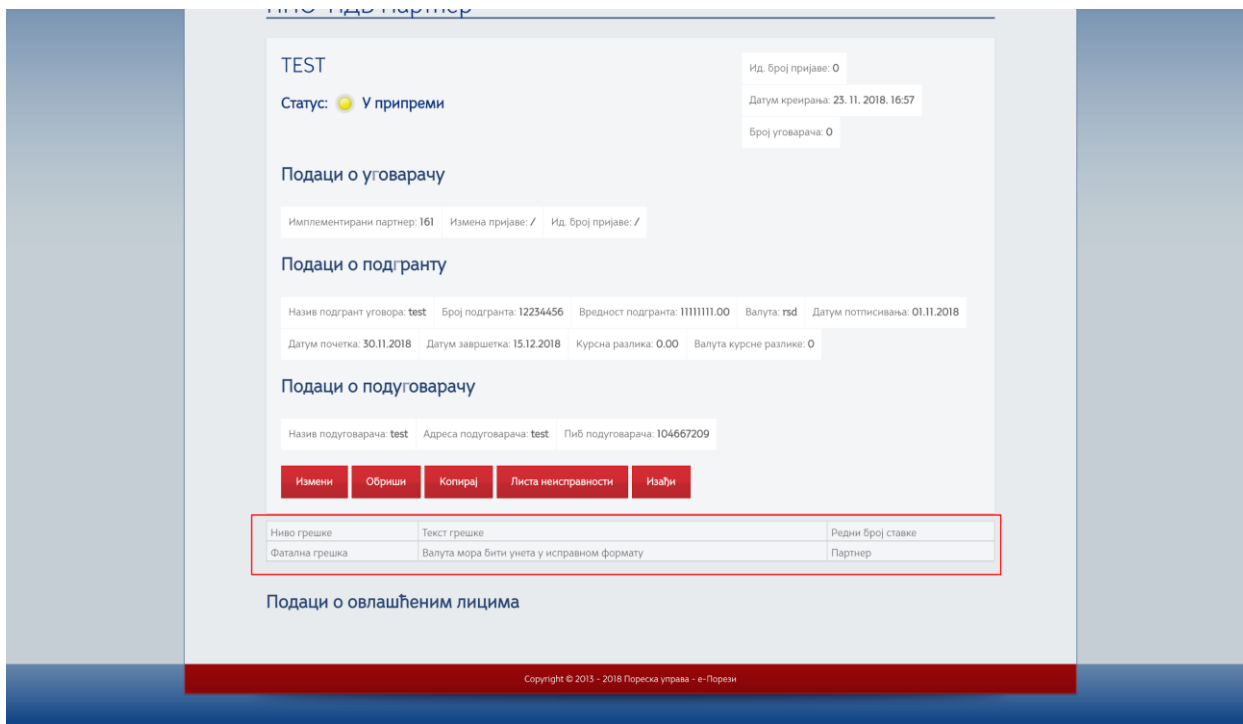 TEST
Ид. број пријаве: 0
Статус: У припреми
Датум креирања: 23. 11. 2018. 16:57
Број уговарача: 0
Подаци о уговарачу
Имплементирани партнер: 161 Измена пријаве: / Ид. број пријаве: /
Подаци о подгранту
Назив подгрант уговора: test Број подгранта: 12234456 Вредност подгранта: 11111111.00 Валута: rsd Датум потписивања: 01.11.2018
Датум почетка: 30.11.2018 Датум завршетка: 15.12.2018 Курсна разлика: 0.00 Валута курсне разлике: 0
Подаци о подуговарачу
Назив подуговарача: test Адреса подуговарача: test Пиб подуговарача: 104667209
Измени Обриши Копирај Листа неисправности Изађи
Ниво грешке Текст грешке Редни број ставке
Фатална грешка Валута мора бити унета у исправном формату Партнер
Подаци о овлашћеним лицима
Copyright © 2013 - 2018 Пореска управа - е-Порези